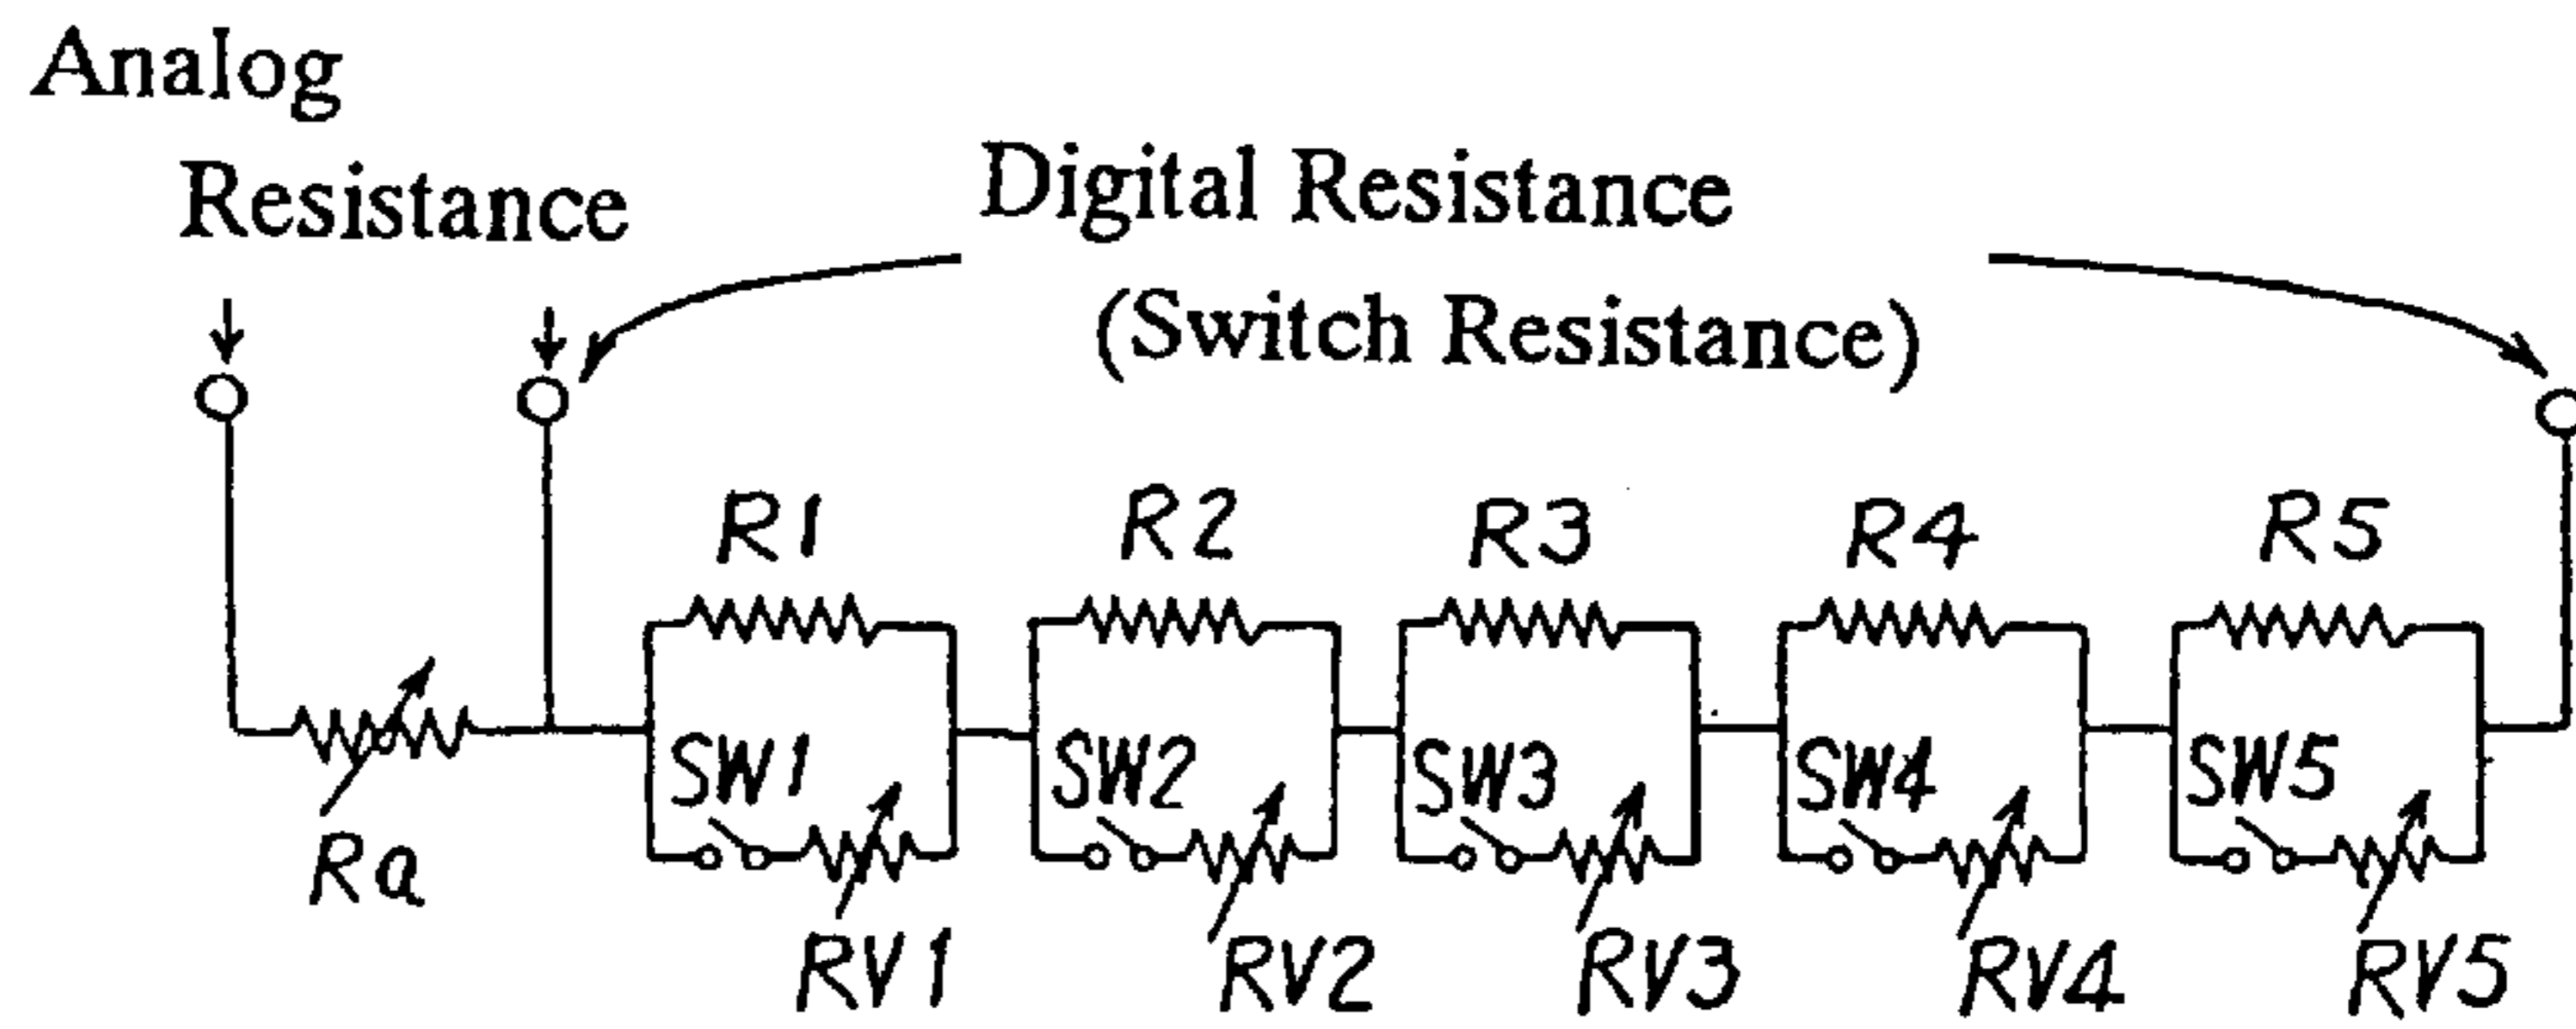 Analog
Resistance
Digital Resistance
(Switch Resistance)
R1 R2 R3 R4 R5
SW1 SW2 SW3 SW4 SW5
Ra
RV1 RV2 RV3 RV4 RV5